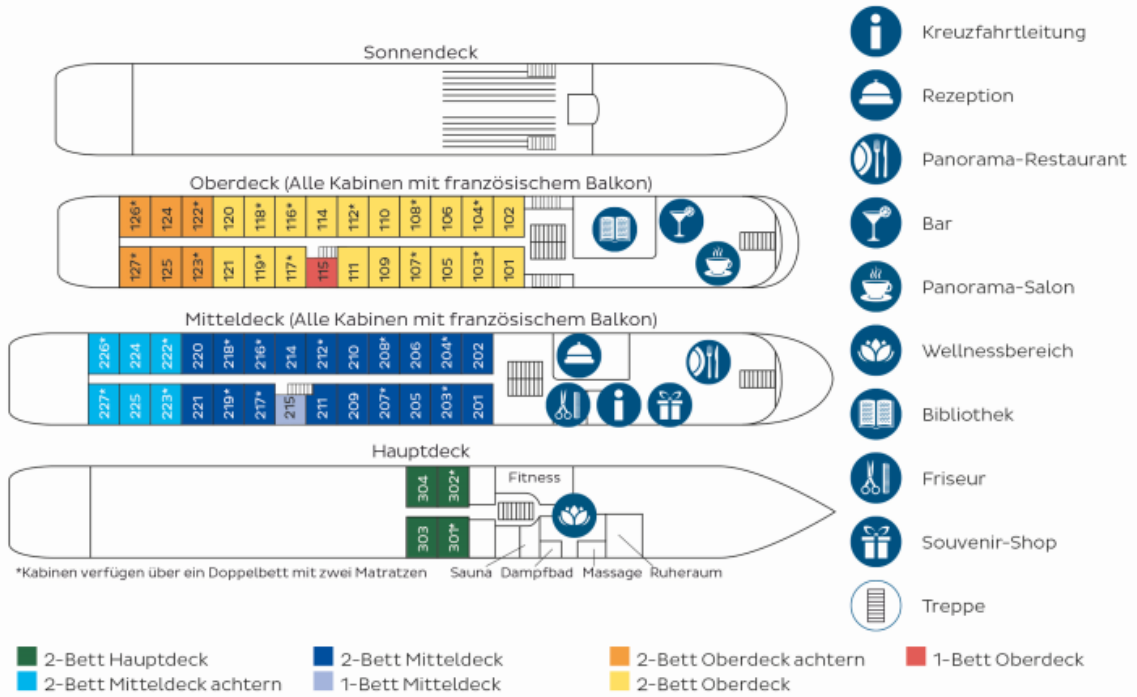 Sonnendeck
Oberdeck (Alle Kabinen mit französischem Balkon)
126* 124 122* 120 118* 116* 114 112* 110 108* 106 104* 102
127* 125 123* 121 119* 117* 115 111 109 107* 105 103* 101
Mitteldeck (Alle Kabinen mit französischem Balkon)
226* 224 222* 220 218* 216* 214 212* 210 208* 206 204* 202
227* 225 223* 221 219* 217* 215 211 209 207* 205 203* 201
Hauptdeck
304 302* Fitness
303 301*
*Kabinen verfügen über ein Doppelbett mit zwei Matratzen
Sauna Dampfbad Massage Ruheraum
Kreuzfahrtleitung
Rezeption
Panorama-Restaurant
Bar
Panorama-Salon
Wellnessbereich
Bibliothek
Friseur
Souvenir-Shop
Treppe
2-Bett Hauptdeck
2-Bett Mitteldeck achtern
2-Bett Mitteldeck
1-Bett Mitteldeck
2-Bett Oberdeck achtern
2-Bett Oberdeck
1-Bett Oberdeck